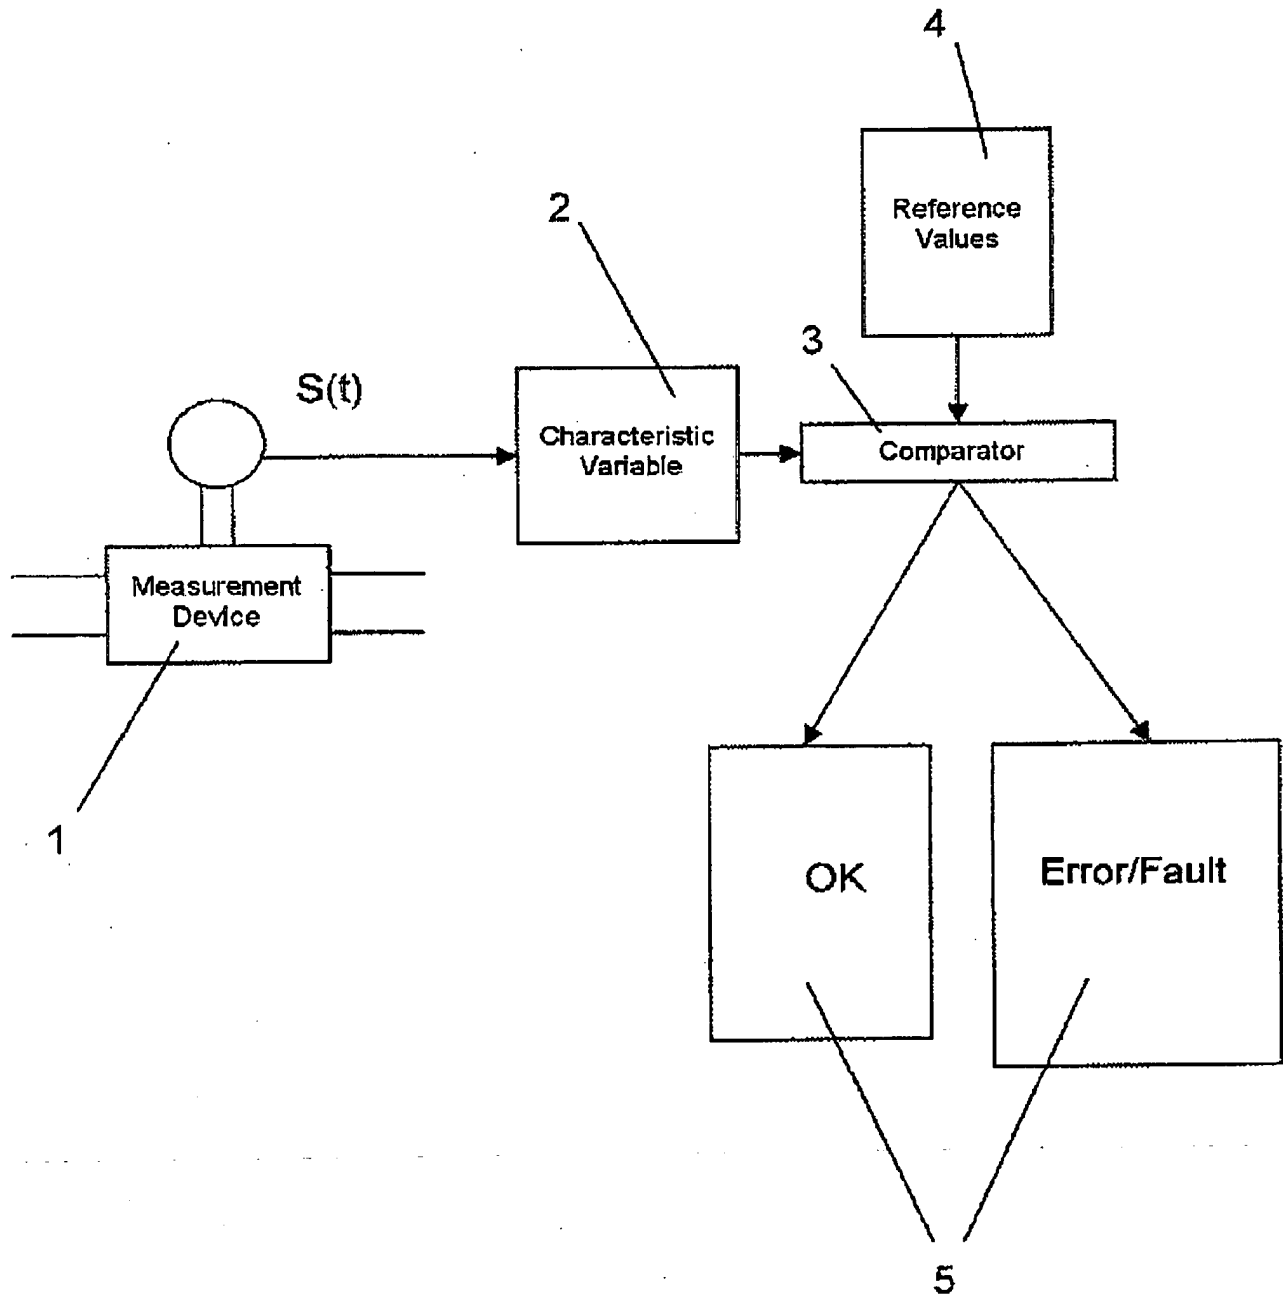 4
2
Reference
Values
3
S(t)
Characteristic
Variable
Comparator
Measurement
Device
1
OK
Error/Fault
5